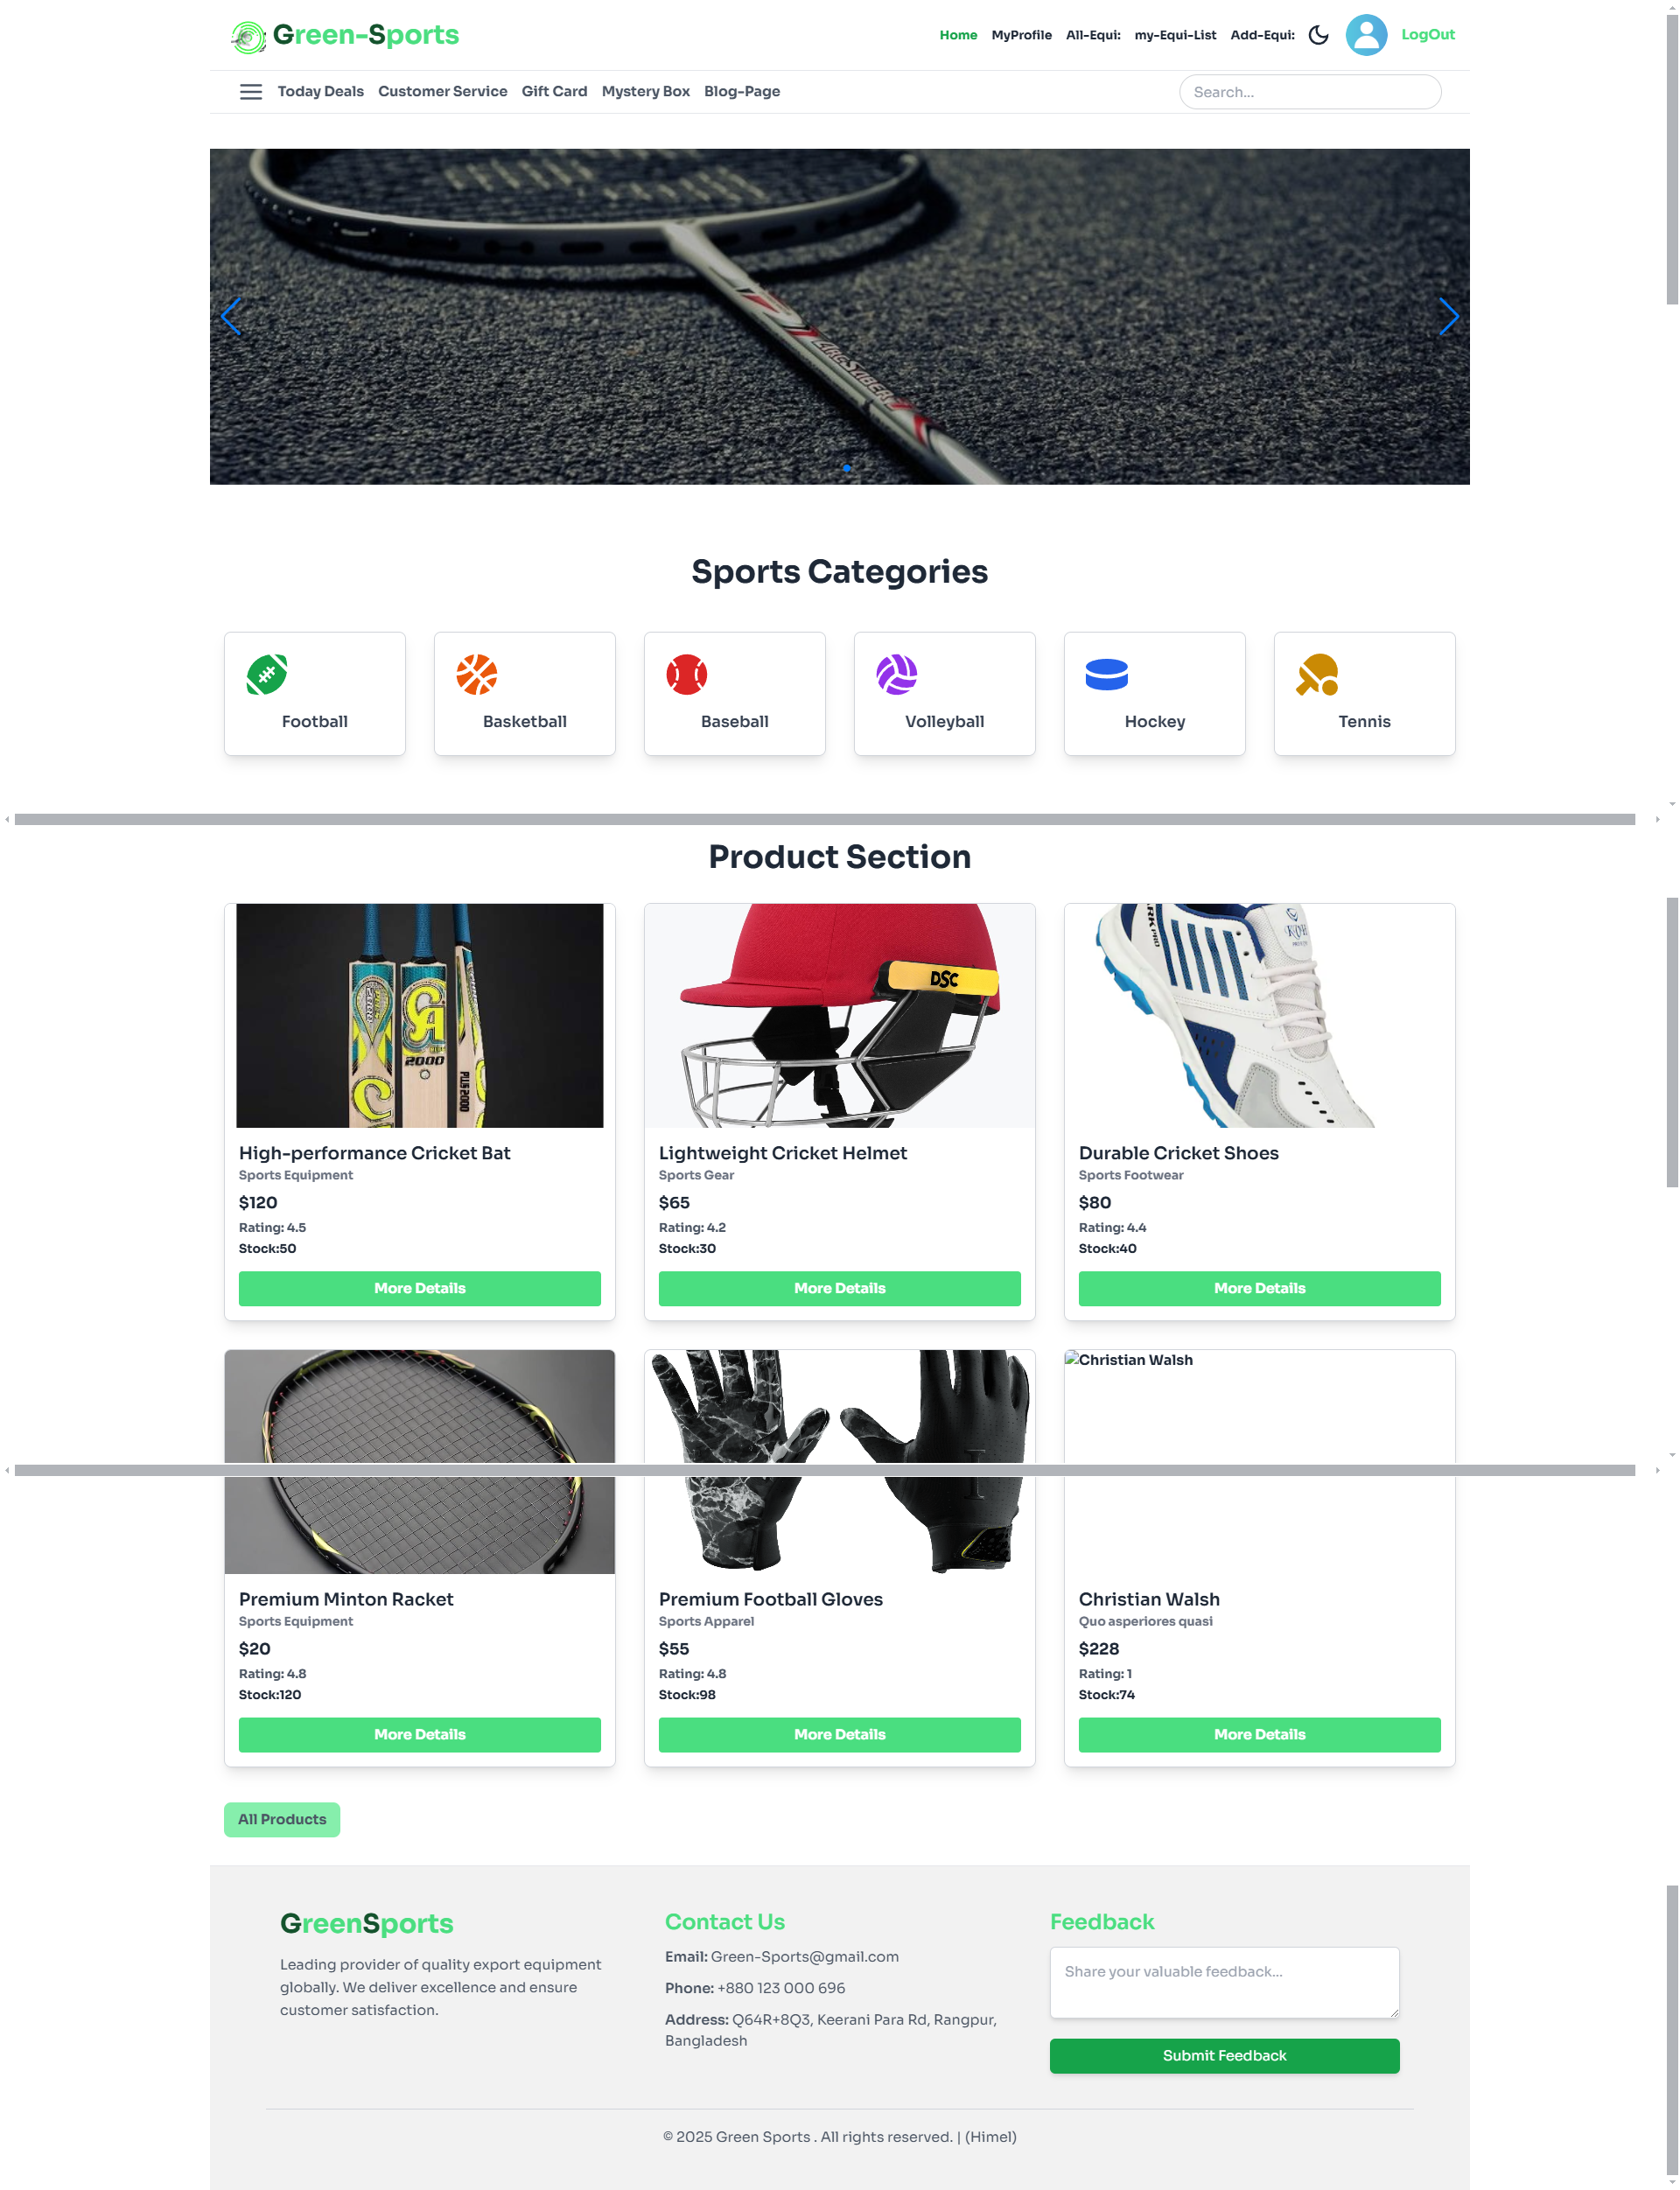 Green-Sports
Home MyProfile All-Equi: my-Equi-List Add-Equi: LogOut
Today Deals Customer Service Gift Card Mystery Box Blog-Page
Search...
ARCSABER
Sports Categories
Football Basketball Baseball Volleyball Hockey Tennis
Product Section
CA
2000
PLUS 2000
DSC
High-performance Cricket Bat
Sports Equipment
$120
Rating: 4.5
Stock:50
More Details
Lightweight Cricket Helmet
Sports Gear
$65
Rating: 4.2
Stock:30
More Details
Durable Cricket Shoes
Sports Footwear
$80
Rating: 4.4
Stock:40
More Details
Christian Walsh
Premium Minton Racket
Sports Equipment
$20
Rating: 4.8
Stock:120
More Details
Premium Football Gloves
Sports Apparel
$55
Rating: 4.8
Stock:98
More Details
Christian Walsh
Quo asperiores quasi
$228
Rating: 1
Stock:74
More Details
All Products
GreenSports
Leading provider of quality export equipment
globally. We deliver excellence and ensure
customer satisfaction.
Contact Us
Email: Green-Sports@gmail.com
Phone: +880 123 000 696
Address: Q64R+8Q3, Keerani Para Rd, Rangpur,
Bangladesh
Feedback
Share your valuable feedback...
Submit Feedback
© 2025 Green Sports . All rights reserved. | (Himel)